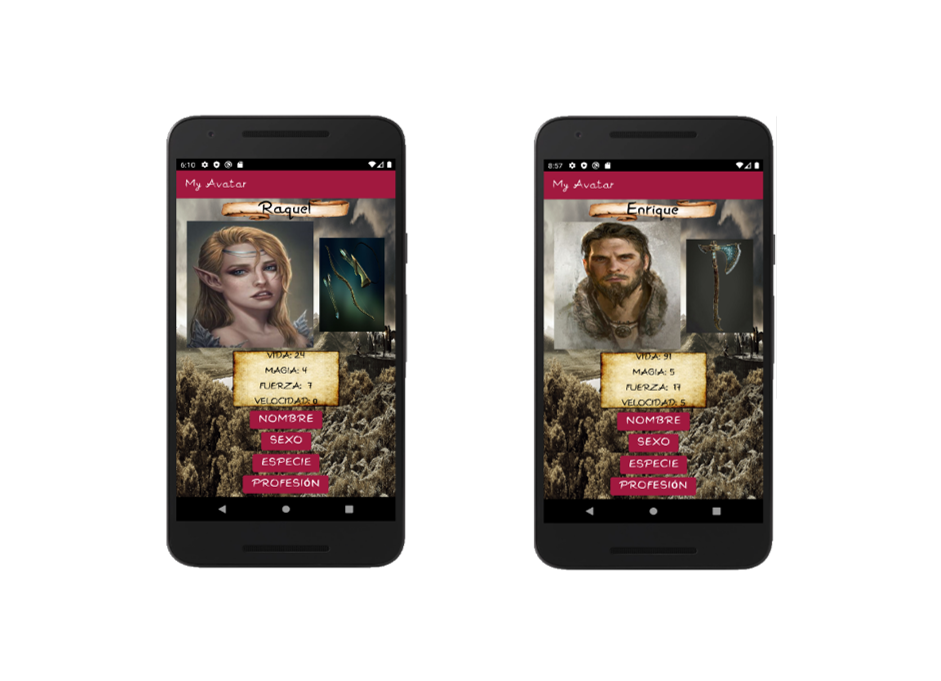 6:10
My Avatar
Raquel
VIDA: 24
MAGIA: 4
FUERZA: 7
VELOCIDAD: 0
NOMBRE
SEXO
ESPECIE
PROFESIÓN
8:57
My Avatar
Enrique
VIDA: 91
MAGIA: 5
FUERZA: 17
VELOCIDAD: 5
NOMBRE
SEXO
ESPECIE
PROFESIÓN